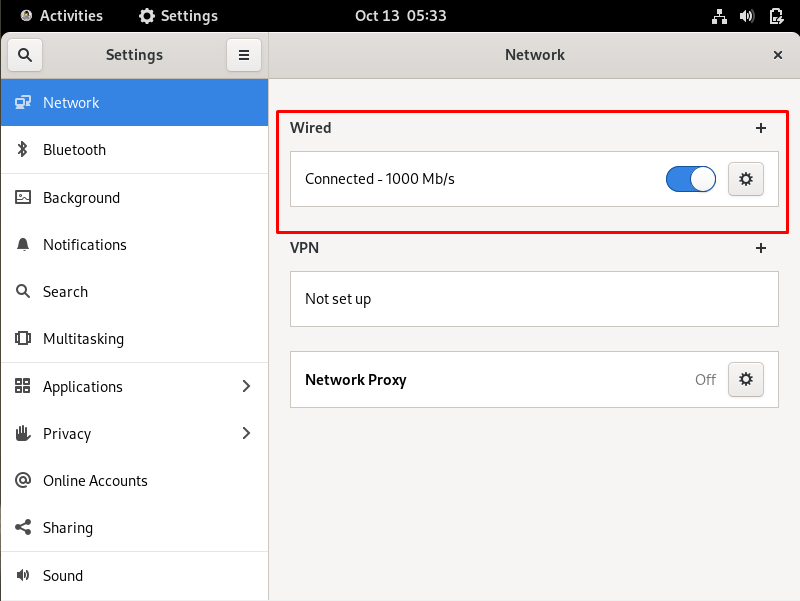 Activities Settings Oct 13 05:33
Settings Network
Network
Bluetooth
Background
Notifications
Search
Multitasking
Applications
Privacy
Online Accounts
Sharing
Sound
Wired
Connected - 1000 Mb/s
VPN
Not set up
Network Proxy Off